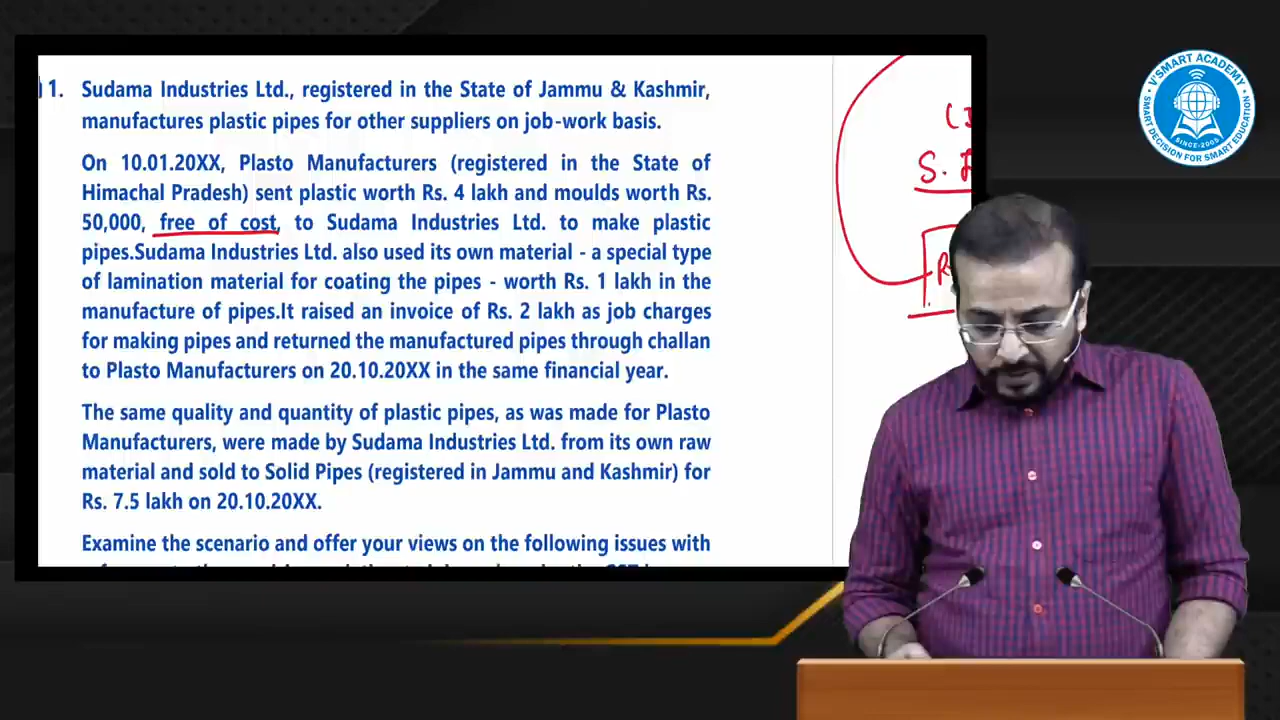 1. Sudama Industries Ltd., registered in the State of Jammu & Kashmir,
manufactures plastic pipes for other suppliers on job-work basis.
On 10.01.20XX, Plasto Manufacturers (registered in the State of
Himachal Pradesh) sent plastic worth Rs. 4 lakh and moulds worth Rs.
50,000, free of cost, to Sudama Industries Ltd. to make plastic
pipes.Sudama Industries Ltd. also used its own material - a special type
of lamination material for coating the pipes - worth Rs. 1 lakh in the
manufacture of pipes.It raised an invoice of Rs. 2 lakh as job charges
for making pipes and returned the manufactured pipes through challan
to Plasto Manufacturers on 20.10.20XX in the same financial year.
The same quality and quantity of plastic pipes, as was made for Plasto
Manufacturers, were made by Sudama Industries Ltd. from its own raw
material and sold to Solid Pipes (registered in Jammu and Kashmir) for
Rs. 7.5 lakh on 20.10.20XX.
Examine the scenario and offer your views on the following issues with
S.
R
V'SMART ACADEMY
SINCE-2005
SMART DECISION FOR SMART EDUCATION